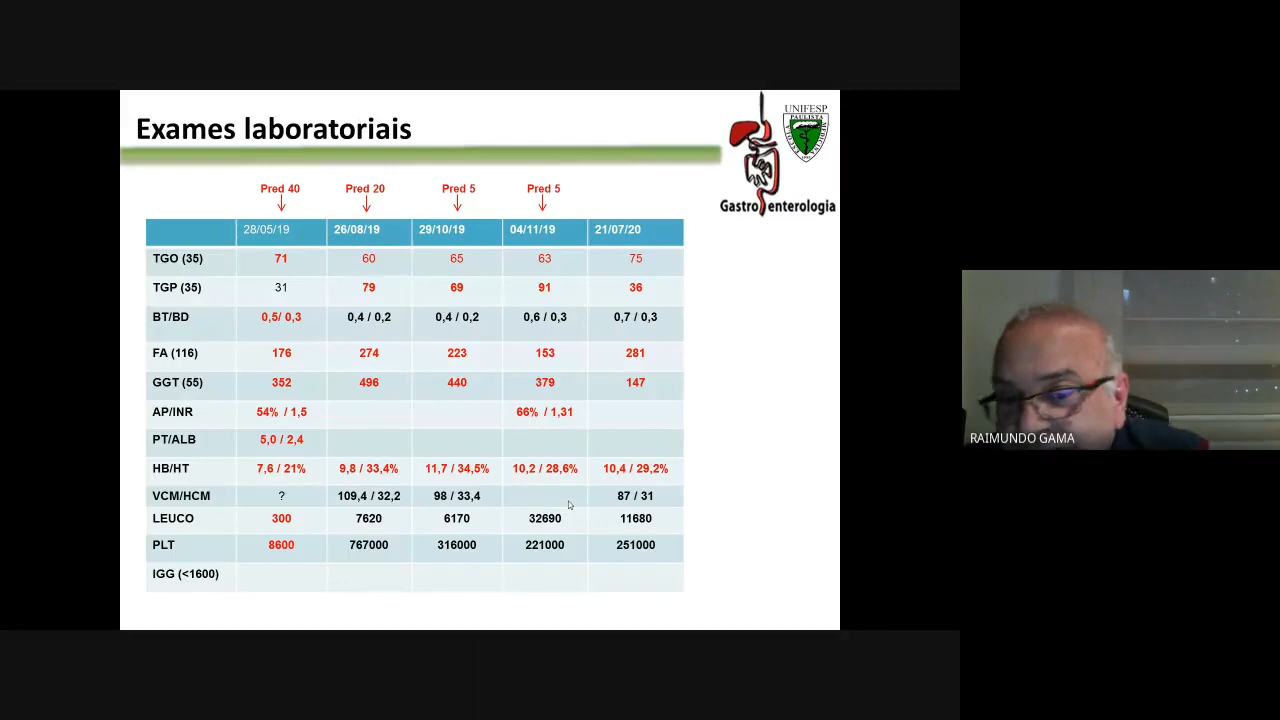 Exames laboratoriais
UNIFESP
PAULISTA
MEDICINA
1933
Gastroenterologia
Pred 40 Pred 20 Pred 5 Pred 5
28/05/19 26/08/19 29/10/19 04/11/19 21/07/20
TGO (35) 71 60 65 63 75
TGP (35) 31 79 69 91 36
BT/BD 0,5/ 0,3 0,4 / 0,2 0,4 / 0,2 0,6 / 0,3 0,7 / 0,3
FA (116) 176 274 223 153 281
GGT (55) 352 496 440 379 147
AP/INR 54% / 1,5 66% / 1,31
PT/ALB 5,0 / 2,4
HB/HT 7,6 / 21% 9,8 / 33,4% 11,7 / 34,5% 10,2 / 28,6% 10,4 / 29,2%
VCM/HCM ? 109,4 / 32,2 98 / 33,4 87 / 31
LEUCO 300 7620 6170 32690 11680
PLT 8600 767000 316000 221000 251000
IGG (<1600)
RAIMUNDO GAMA